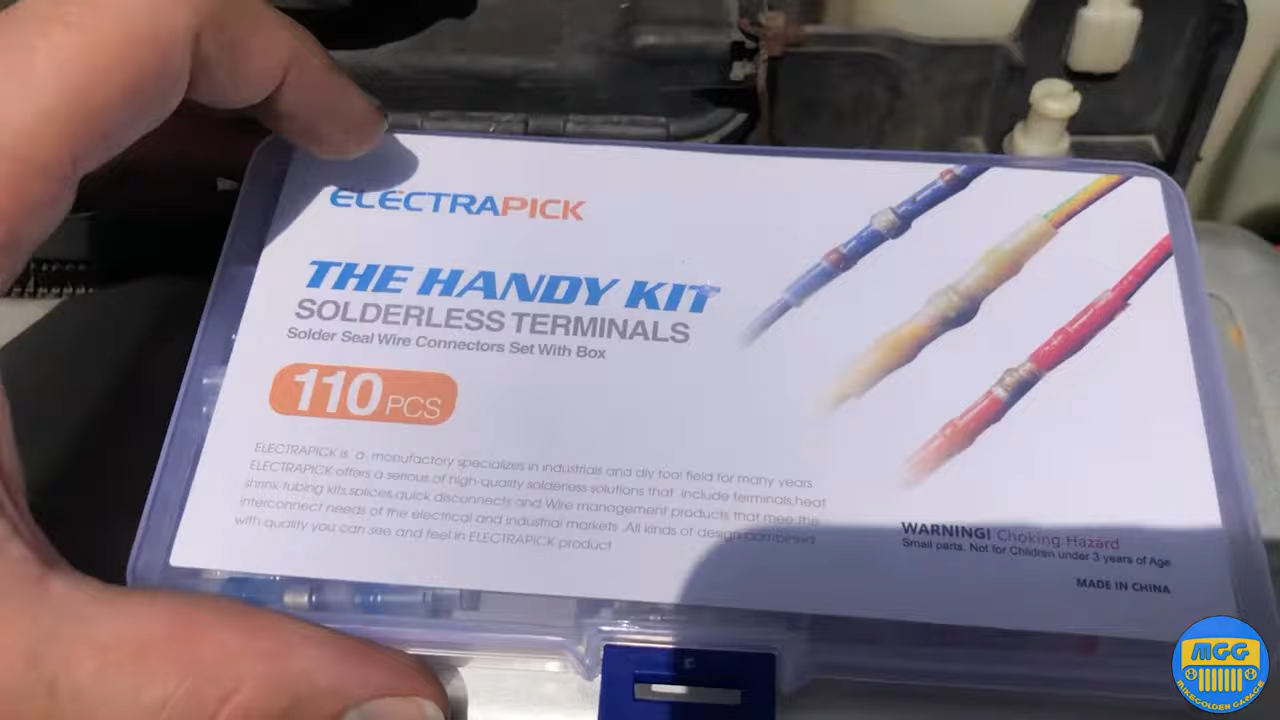 ELECTRAPICK
THE HANDY KIT
SOLDERLESS TERMINALS
Solder Seal Wire Connectors Set With Box
110 PCS
ELECTRAPICK is a manufactory specializes in industrials and diy tool field for many years
ELECTRAPICK offers a serious of high-quality solderless solutions that include terminals,heat
shrink tubing kits,splices,quick disconnects and Wire management products that meet the
interconnect needs of the electrical and industrial markets .All kinds of design combined
with quality you can see and feel in ELECTRAPICK product
WARNING! Choking Hazard
Small parts. Not for Children under 3 years of Age
MADE IN CHINA
MGG
MIKEGOLDEN GARAGE